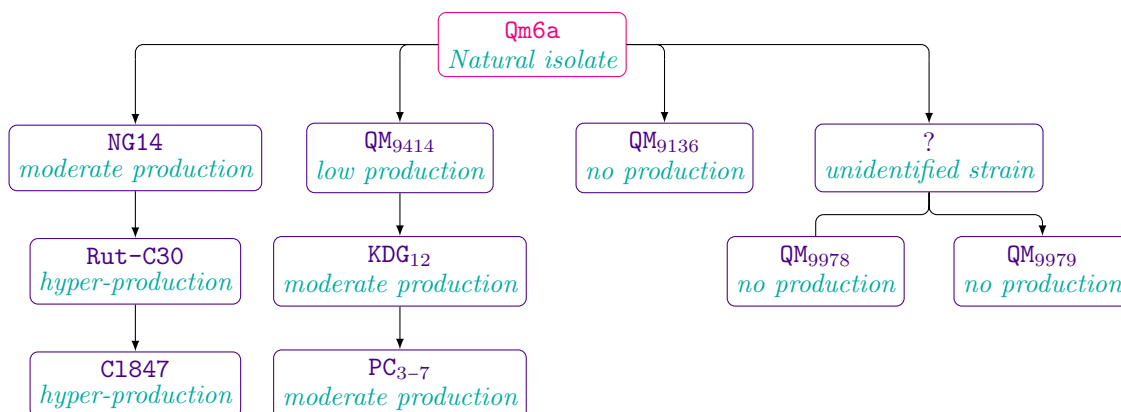 Qm6a
Natural isolate
NG14
moderate production
QM₉₄₁₄
low production
QM₉₁₃₆
no production
?
unidentified strain
Rut-C30
hyper-production
KDG₁₂
moderate production
QM₉₉₇₈
no production
QM₉₉₇₉
no production
Cl847
hyper-production
PC₃₋₇
moderate production